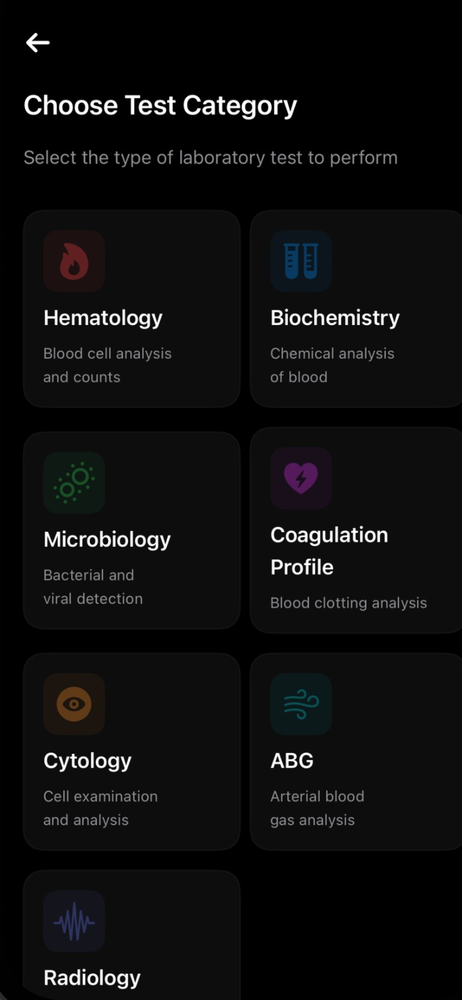 Choose Test Category
Select the type of laboratory test to perform
Hematology
Blood cell analysis
and counts
Biochemistry
Chemical analysis
of blood
Microbiology
Bacterial and
viral detection
Coagulation
Profile
Blood clotting analysis
Cytology
Cell examination
and analysis
ABG
Arterial blood
gas analysis
Radiology